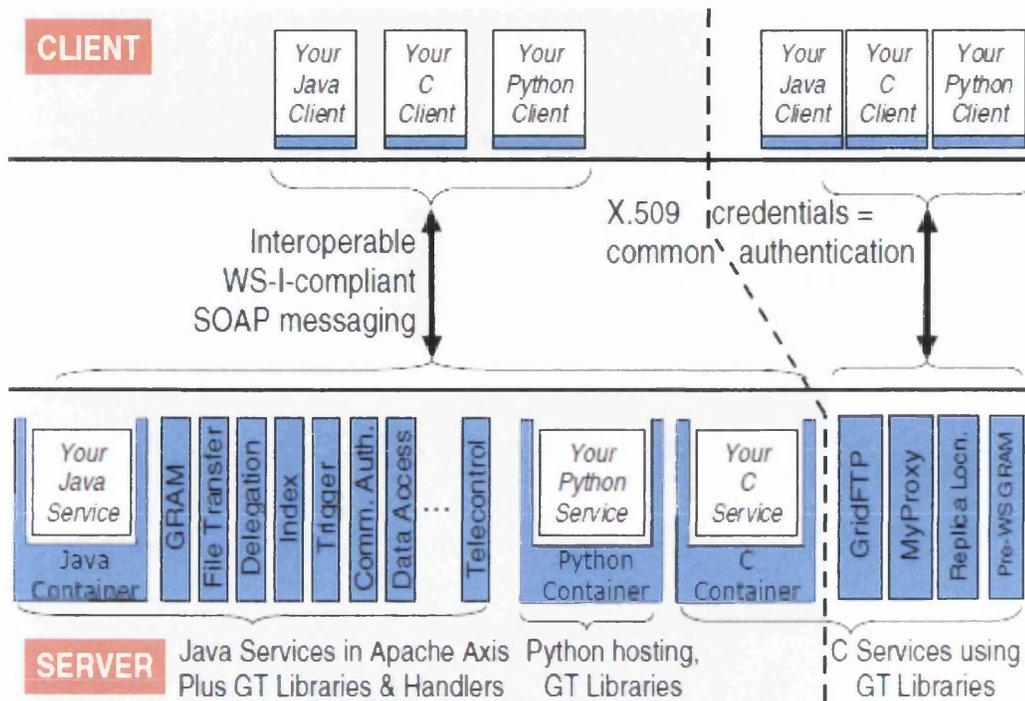 CLIENT
Your
Java
Client
Your
C
Client
Your
Python
Client
Your
Java
Client
Your
C
Client
Your
Python
Client
Interoperable
WS-I-compliant
SOAP messaging
X.509 credentials =
common authentication
Your
Java
Service
Java
Container
GRAM
File Transfer
Delegation
Index
Trigger
Comm. Auth.
Data Access
...
Telecontrol
Your
Python
Service
Python
Container
Your
C
Service
C
Container
GridFTP
MyProxy
Replica Locn.
Pre-WS GRAM
SERVER
Java Services in Apache Axis
Plus GT Libraries & Handlers
Python hosting,
GT Libraries
C Services using
GT Libraries